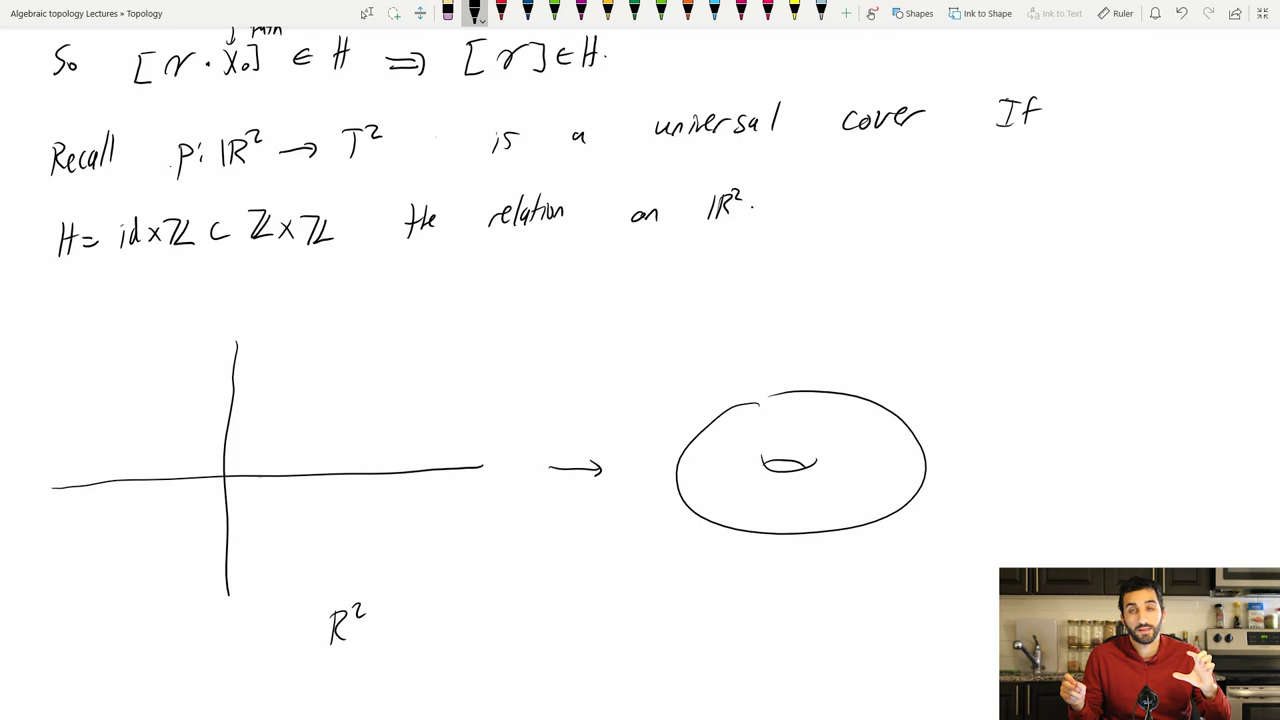 Algebraic topology Lectures » Topology
Shapes
Ink to Shape
Ink to Text
Ruler
min
So [γ · x₀] ∈ H ⟹ [γ] ∈ H.
Recall p: ℝ² → T² is a universal cover If
H = id × ℤ ⊂ ℤ × ℤ the relation on ℝ².
R²